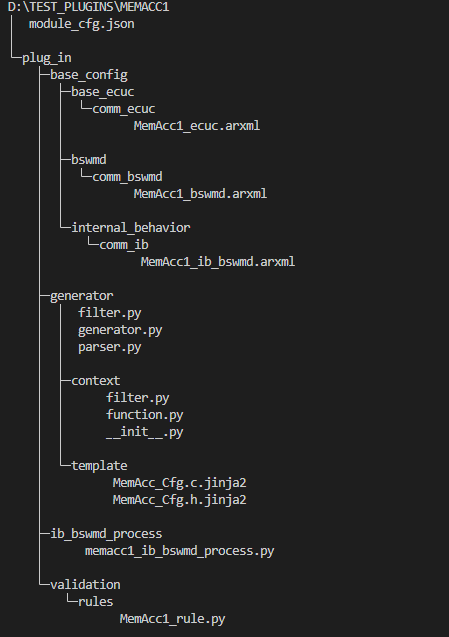 D:\TEST_PLUGINS\MEMACC1
module_cfg.json
plug_in
base_config
base_ecuc
comm_ecuc
MemAcc1_ecuc.arxml
bswmd
comm_bswmd
MemAcc1_bswmd.arxml
internal_behavior
comm_ib
MemAcc1_ib_bswmd.arxml
generator
filter.py
generator.py
parser.py
context
filter.py
function.py
__init__.py
template
MemAcc_Cfg.c.jinja2
MemAcc_Cfg.h.jinja2
ib_bswmd_process
memacc1_ib_bswmd_process.py
validation
rules
MemAcc1_rule.py